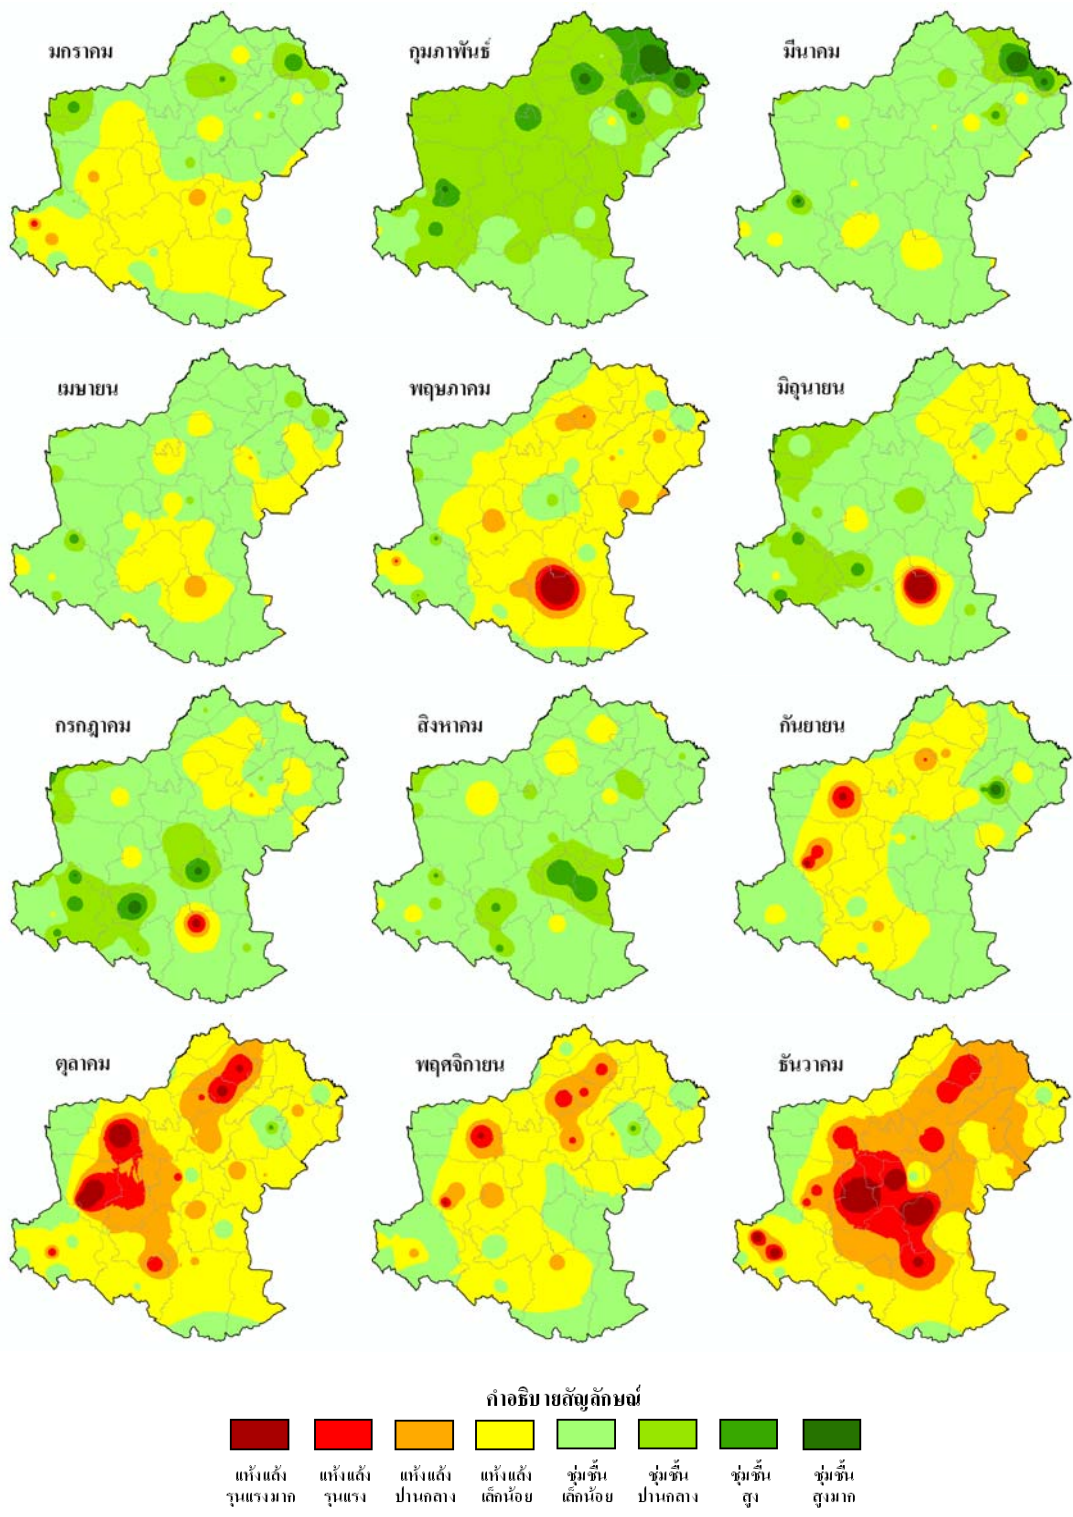 มกราคม
กุมภาพันธ์
มีนาคม
เมษายน
พฤษภาคม
มิถุนายน
กรกฎาคม
สิงหาคม
กันยายน
ตุลาคม
พฤศจิกายน
ธันวาคม
คำอธิบายสัญลักษณ์
แห้งแล้ง
รุนแรงมาก
แห้งแล้ง
รุนแรง
แห้งแล้ง
ปานกลาง
แห้งแล้ง
เล็กน้อย
ชุ่มชื้น
เล็กน้อย
ชุ่มชื้น
ปานกลาง
ชุ่มชื้น
สูง
ชุ่มชื้น
สูงมาก